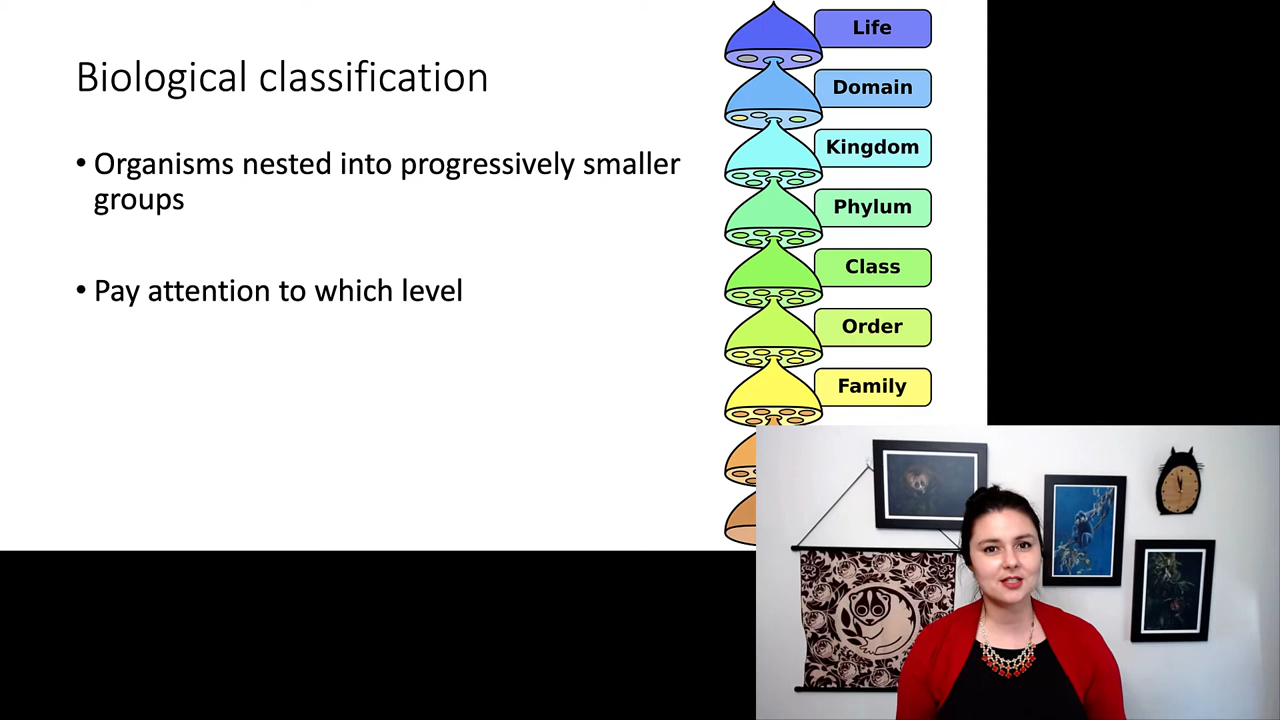 Biological classification
• Organisms nested into progressively smaller
groups
• Pay attention to which level
Life
Domain
Kingdom
Phylum
Class
Order
Family